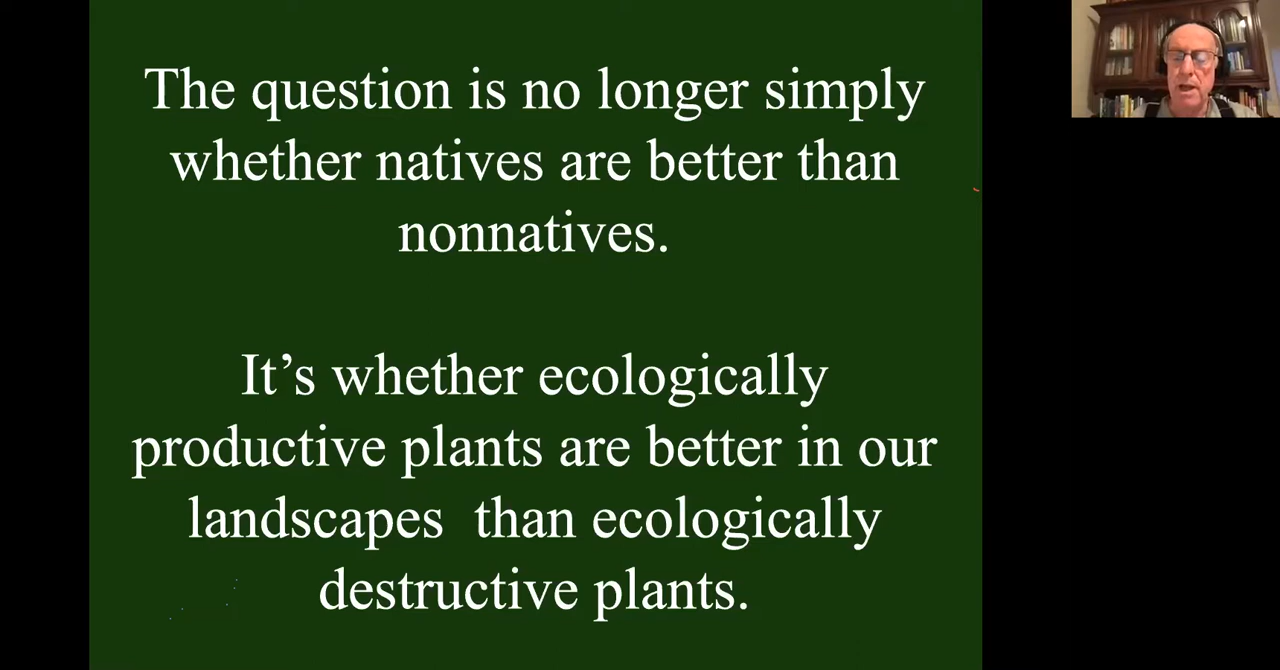 The question is no longer simply
whether natives are better than
nonnatives.
It’s whether ecologically
productive plants are better in our
landscapes  than ecologically
destructive plants.